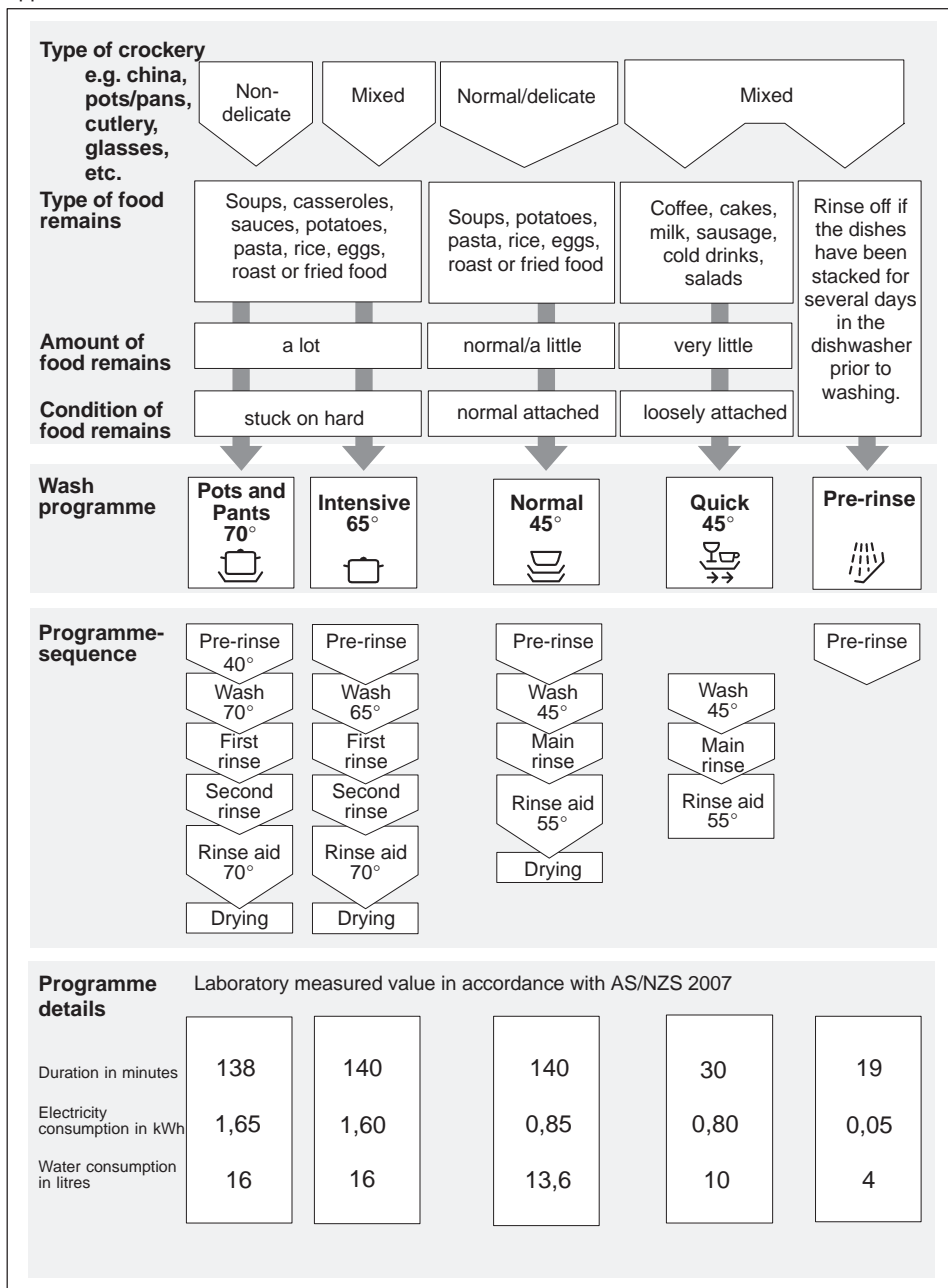 Type of crockery
e.g. china,
pots/pans,
cutlery,
glasses,
etc.
Non-
delicate
Mixed
Normal/delicate
Mixed
Type of food
remains
Soups, casseroles,
sauces, potatoes,
pasta, rice, eggs,
roast or fried food
Soups, potatoes,
pasta, rice, eggs,
roast or fried food
Coffee, cakes,
milk, sausage,
cold drinks,
salads
Rinse off if
the dishes
have been
stacked for
several days
in the
dishwasher
prior to
washing.
Amount of
food remains
a lot
normal/a little
very little
Condition of
food remains
stuck on hard
normal attached
loosely attached
Wash
programme
Pots and
Pants
70°
Intensive
65°
Normal
45°
Quick
45°
Pre-rinse
Programme-
sequence
Pre-rinse
40°
Wash
70°
First
rinse
Second
rinse
Rinse aid
70°
Drying
Pre-rinse
Wash
65°
First
rinse
Second
rinse
Rinse aid
70°
Drying
Pre-rinse
Wash
45°
Main
rinse
Rinse aid
55°
Drying
Wash
45°
Main
rinse
Rinse aid
55°
Pre-rinse
Programme
details
Laboratory measured value in accordance with AS/NZS 2007
Duration in minutes
138
140
140
30
19
Electricity
consumption in kWh
1,65
1,60
0,85
0,80
0,05
Water consumption
in litres
16
16
13,6
10
4